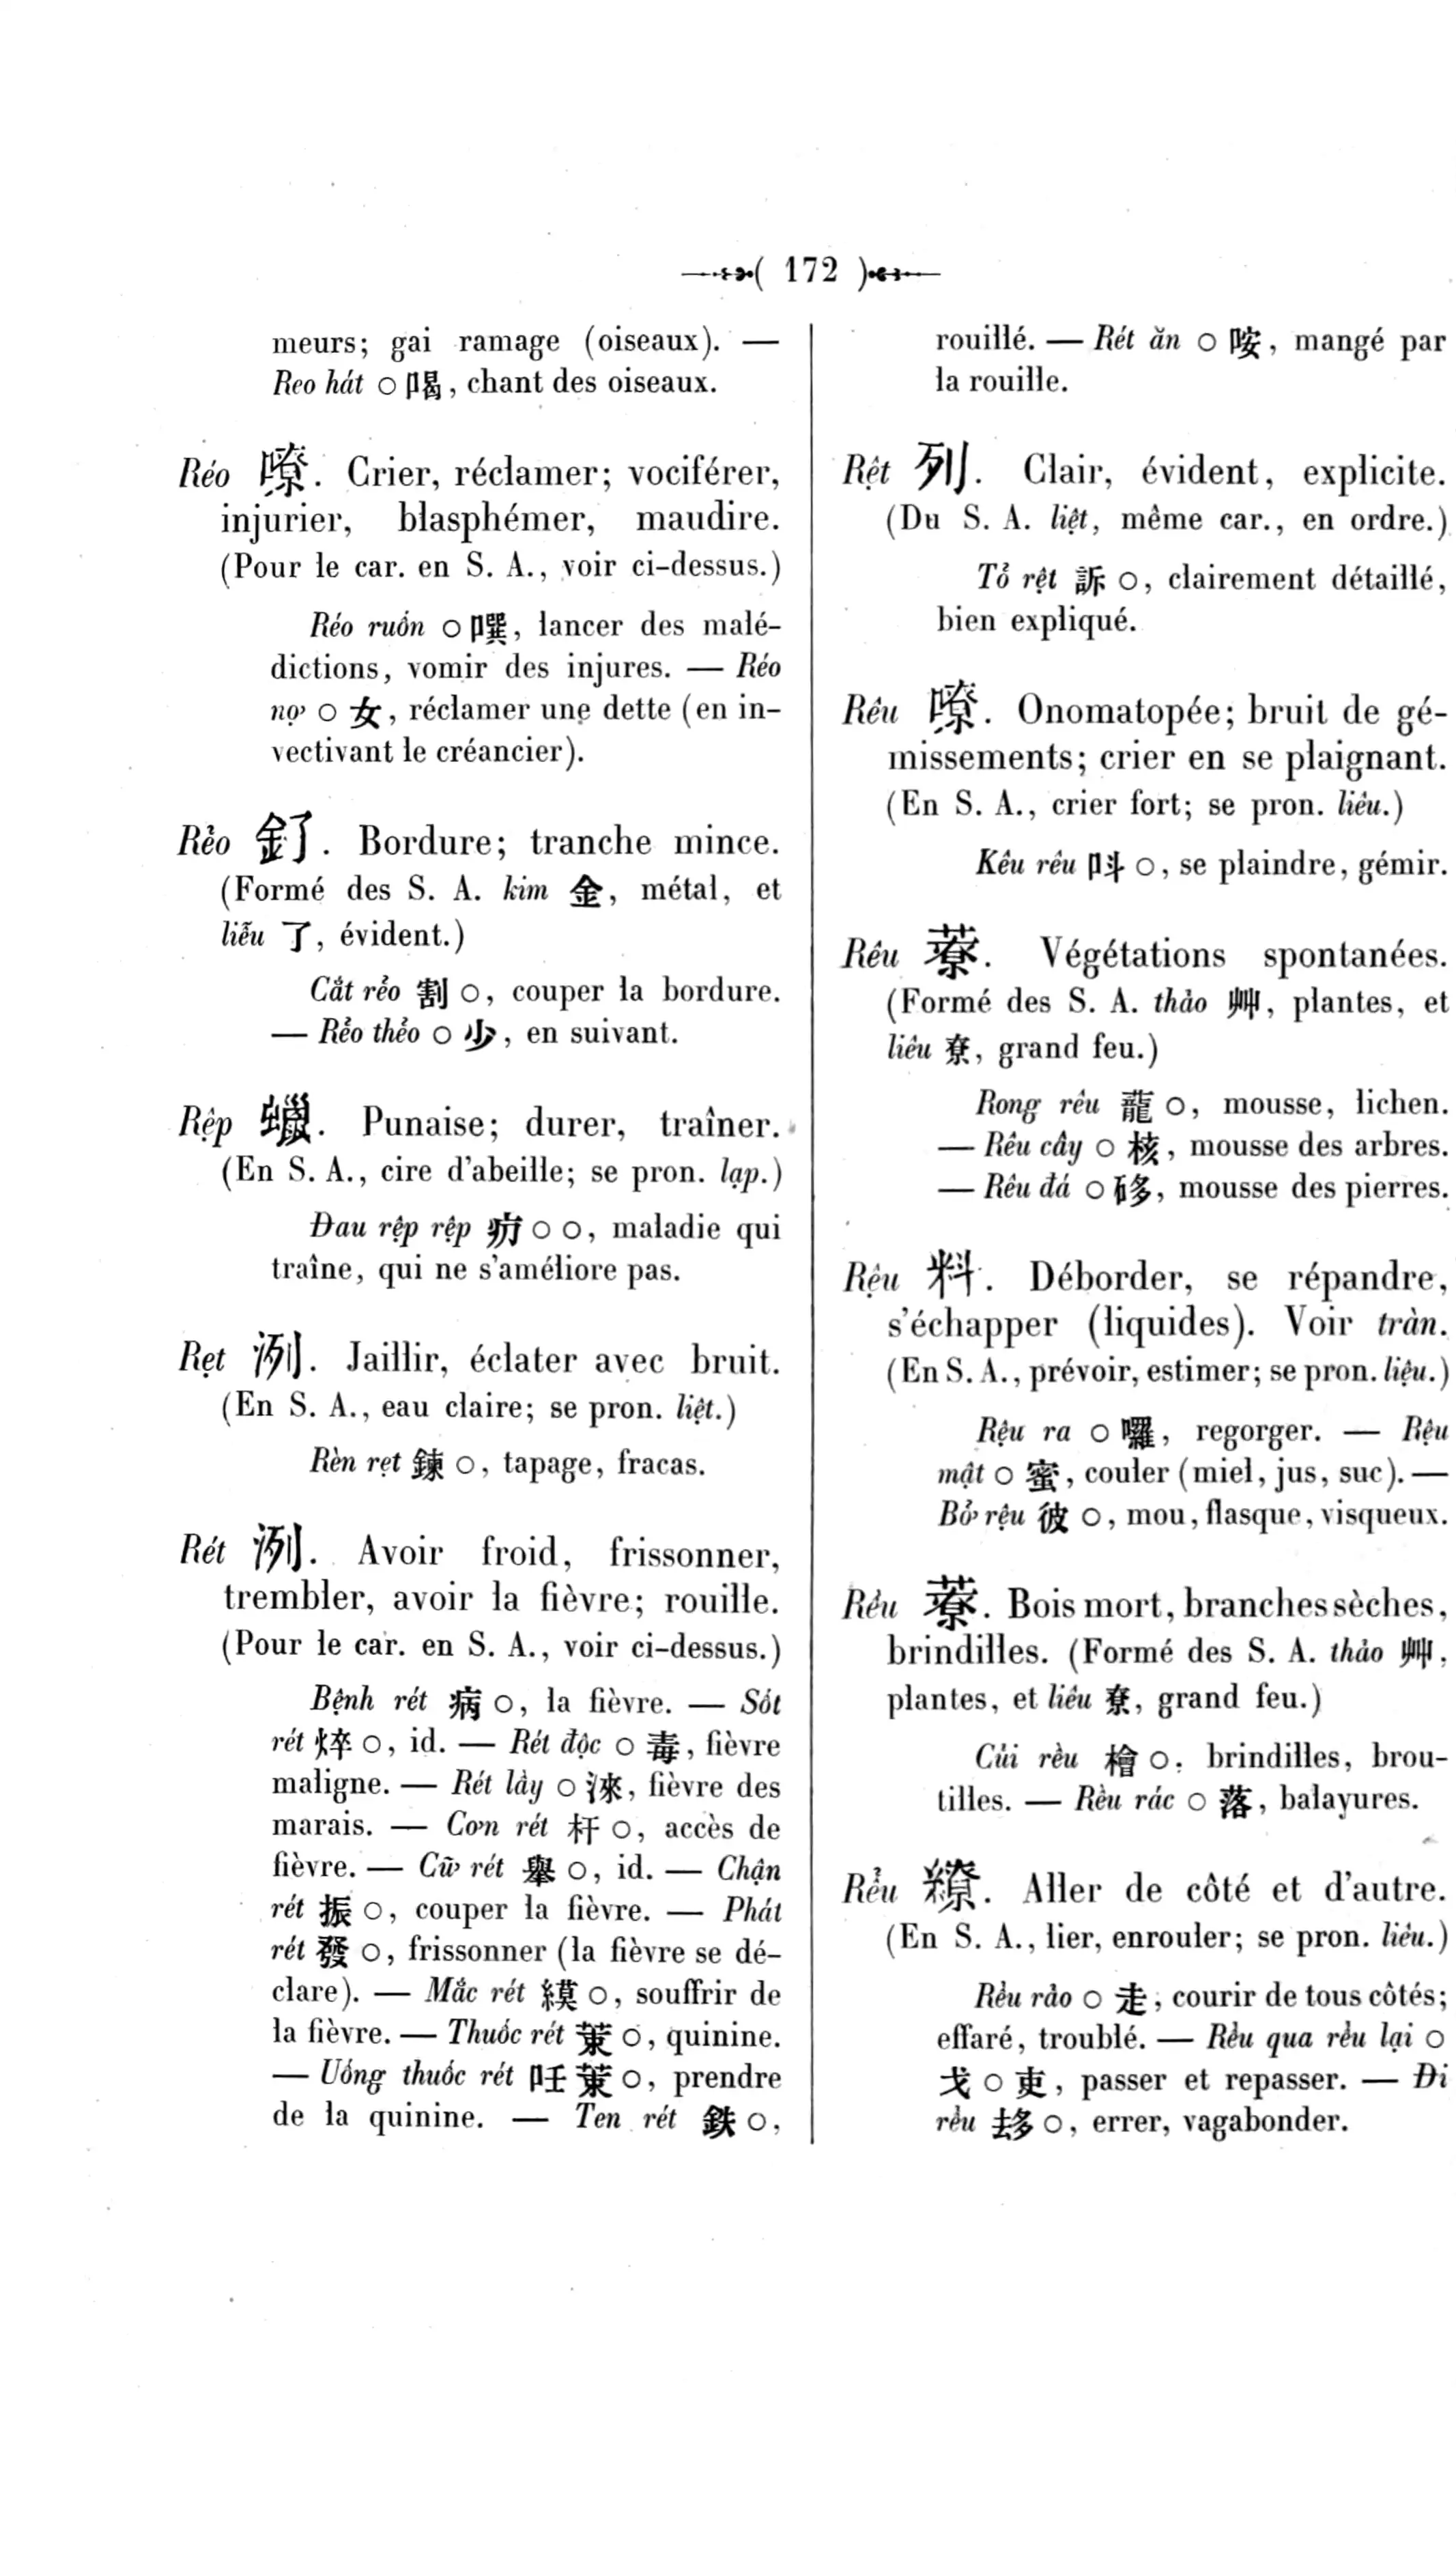 ( 172 )
meurs; gai ramage (oiseaux). —
Reo hát ○ 喝, chant des oiseaux.
Réo 嘹. Crier, réclamer; vociférer,
injurier, blasphémer, maudire.
(Pour le car. en S. A., voir ci-dessus.)
Réo ruốn ○ 噀, lancer des malé-
dictions, vomir des injures. — Réo
nợ ○ 女, réclamer une dette (en in-
vectivant le créancier).
Rẻo 釕. Bordure; tranche mince.
(Formé des S. A. kim 金, métal, et
liễu 了, évident.)
Cắt rẻo 割 ○, couper la bordure.
— Rẻo thẻo ○ 少, en suivant.
Rệp 蠟. Punaise; durer, traîner.
(En S. A., cire d'abeille; se pron. lạp.)
Đau rệp rệp ○ ○, maladie qui
traîne, qui ne s'améliore pas.
Rẹt 洌. Jaillir, éclater avec bruit.
(En S. A., eau claire; se pron. liệt.)
Rèn rẹt 鍊 ○, tapage, fracas.
Rét 洌. Avoir froid, frissonner,
trembler, avoir la fièvre; rouille.
(Pour le car. en S. A., voir ci-dessus.)
Bệnh rét 病 ○, la fièvre. — Sốt
rét 焠 ○, id. — Rét độc ○ 毒, fièvre
maligne. — Rét lầy ○ 淶, fièvre des
marais. — Cơn rét 杆 ○, accès de
fièvre. — Cữ rét 舉 ○, id. — Chận
rét 振 ○, couper la fièvre. — Phát
rét 發 ○, frissonner (la fièvre se dé-
clare). — Mắc rét 縸 ○, souffrir de
la fièvre. — Thuốc rét ○, quinine.
— Uống thuốc rét ○, prendre
de la quinine. — Ten rét 鉄 ○,
rouillé. — Rét ăn ○ 咹, mangé par
la rouille.
Rệt 列. Clair, évident, explicite.
(Du S. A. liệt, même car., en ordre.)
Tỏ rệt 訴 ○, clairement détaillé,
bien expliqué.
Rêu 嘹. Onomatopée; bruit de gé-
missements; crier en se plaignant.
(En S. A., crier fort; se pron. liêu.)
Kêu rêu 呌 ○, se plaindre, gémir.
Rêu 藔. Végétations spontanées.
(Formé des S. A. thảo 艸, plantes, et
liêu 尞, grand feu.)
Rong rêu 蘢 ○, mousse, lichen.
— Rêu cây ○ 核, mousse des arbres.
— Rêu đá ○ 𥒥, mousse des pierres.
Rệu 料. Déborder, se répandre,
s'échapper (liquides). Voir tràn.
(En S. A., prévoir, estimer; se pron. liệu.)
Rệu ra ○ 囉, regorger. — Rệu
mật ○ 蜜, couler (miel, jus, suc). —
Bở rệu 彼 ○, mou, flasque, visqueux.
Rều 藔. Bois mort, branches sèches,
brindilles. (Formé des S. A. thảo 艸,
plantes, et liêu 尞, grand feu.)
Củi rều 檜 ○, brindilles, brou-
tilles. — Rều rác ○ 落, balayures.
Rểu 繚. Aller de côté et d'autre.
(En S. A., lier, enrouler; se pron. liêu.)
Rểu rảo ○ 走, courir de tous côtés;
effaré, troublé. — Rểu qua rểu lại ○
戈 ○ 吏, passer et repasser. — Đi
rểu 𠫾 ○, errer, vagabonder.